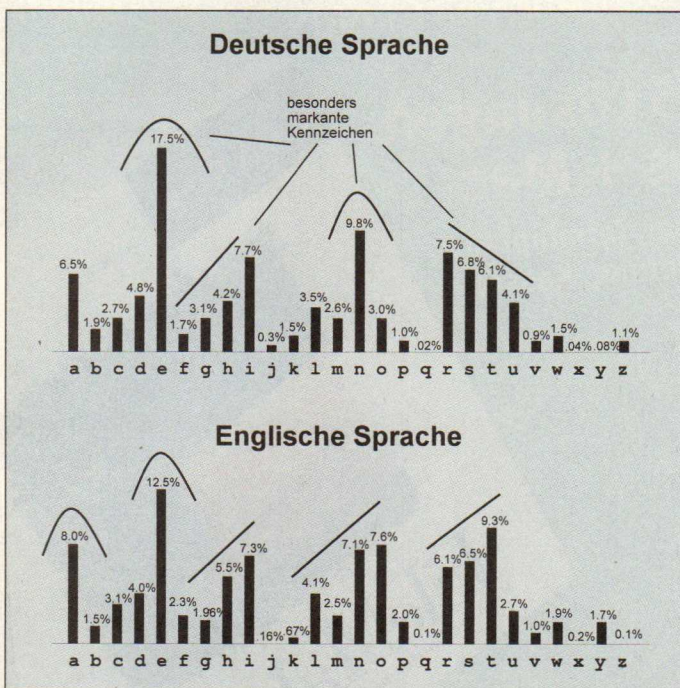 Deutsche Sprache
besonders
markante
Kennzeichen
6.5% 1.9% 2.7% 4.8% 17.5% 1.7% 3.1% 4.2% 7.7% 0.3% 1.5% 3.5% 2.6% 9.8% 3.0% 1.0% .02% 7.5% 6.8% 6.1% 4.1% 0.9% 1.5% .04% .08% 1.1%
a b c d e f g h i j k l m n o p q r s t u v w x y z
Englische Sprache
8.0% 1.5% 3.1% 4.0% 12.5% 2.3% 1.96% 5.5% 7.3% .16% .67% 4.1% 2.5% 7.1% 7.6% 2.0% 0.1% 6.1% 6.5% 9.3% 2.7% 1.0% 1.9% 0.2% 1.7% 0.1%
a b c d e f g h i j k l m n o p q r s t u v w x y z